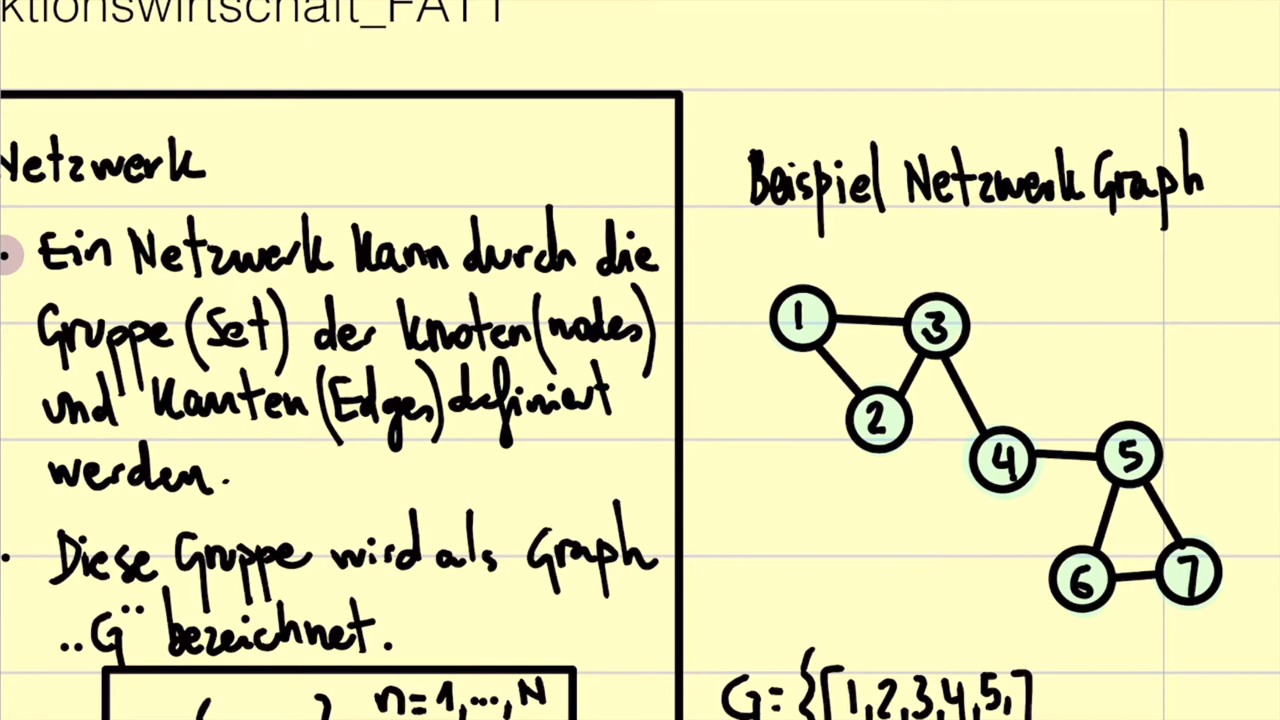 ktionswirtschaft_FATT
Netzwerk
• Ein Netzwerk kann durch die
Gruppe (Set) der Knoten (nodes)
und Kanten (Edges) definiert
werden.
• Diese Gruppe wird als Graph
"G" bezeichnet.
n=1,...,N
Beispiel Netzwerk Graph
1 3
2
4 5
6 7
G={[1,2,3,4,5,]